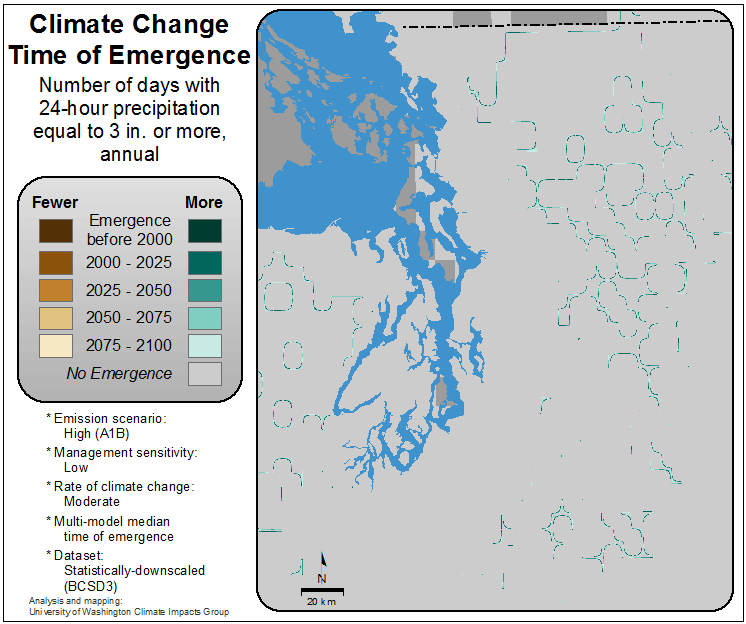 Climate Change
Time of Emergence
Number of days with
24-hour precipitation
equal to 3 in. or more,
annual
Fewer More
Emergence
before 2000
2000 - 2025
2025 - 2050
2050 - 2075
2075 - 2100
No Emergence
* Emission scenario:
High (A1B)
* Management sensitivity:
Low
* Rate of climate change:
Moderate
* Multi-model median
time of emergence
* Dataset:
Statistically-downscaled
(BCSD3)
Analysis and mapping:
University of Washington Climate Impacts Group
N
20 km